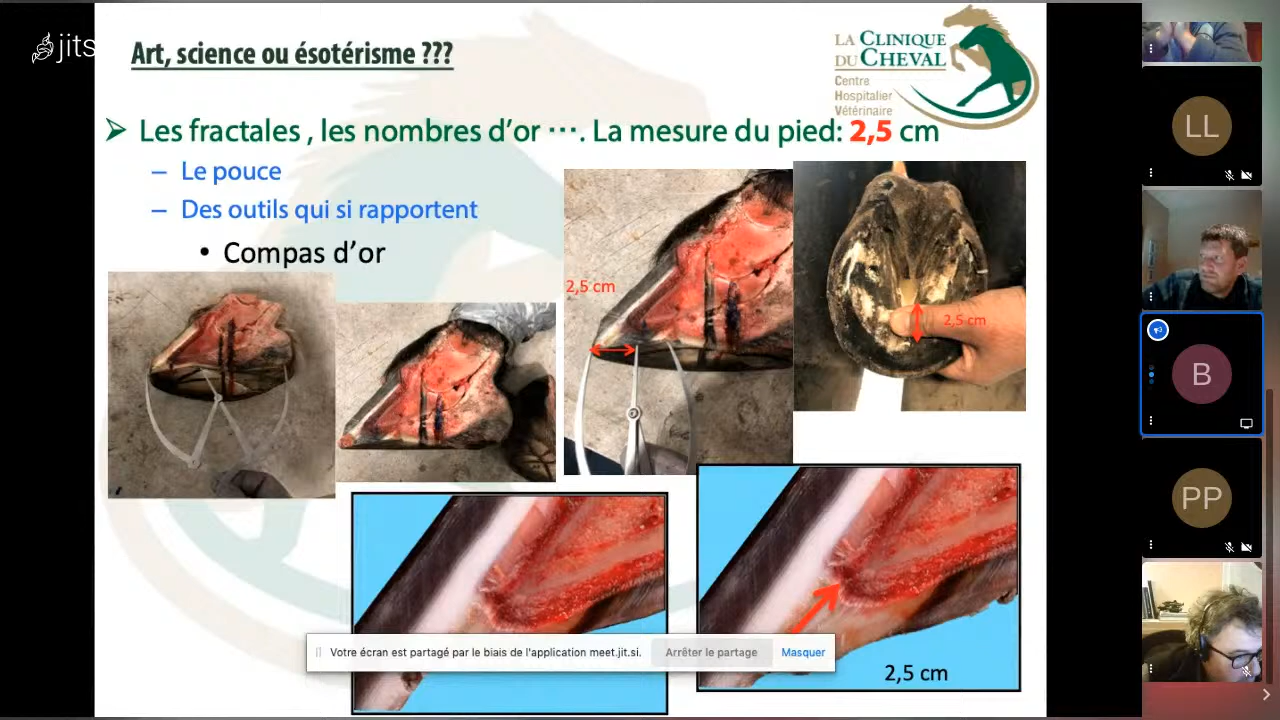 jits
Art, science ou ésotérisme ???
LA CLINIQUE
DU CHEVAL
Centre
Hospitalier
Vétérinaire
➤ Les fractales , les nombres d’or …. La mesure du pied: 2,5 cm
– Le pouce
– Des outils qui si rapportent
• Compas d’or
2,5 cm
2,5 cm
2,5 cm
Votre écran est partagé par le biais de l'application meet.jit.si.
Arrêter le partage
Masquer
LL
B
PP